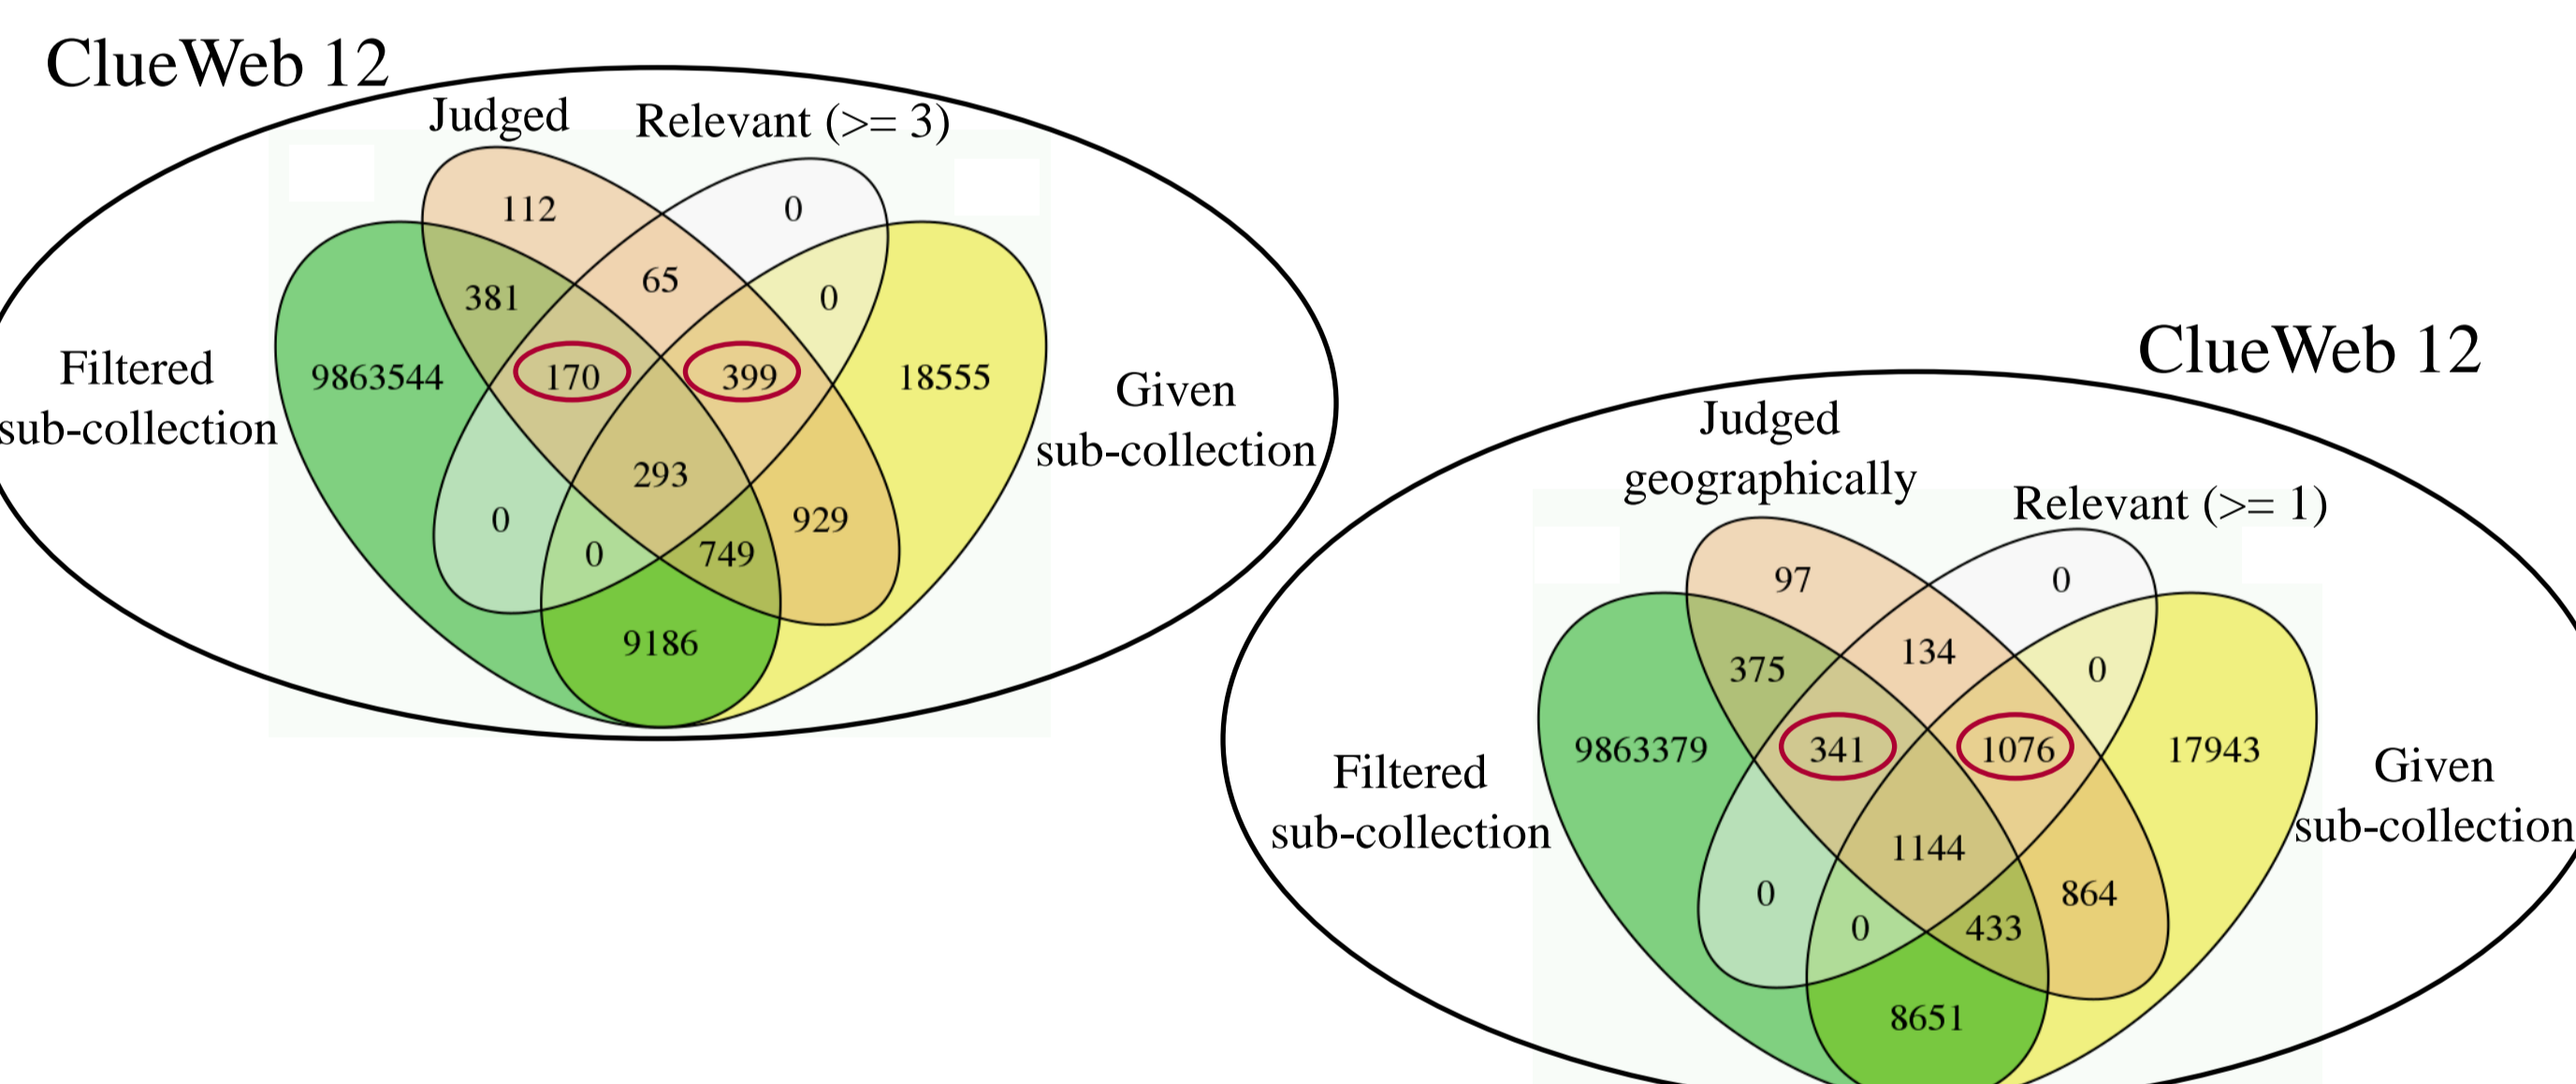 ClueWeb 12
Judged
Relevant (>= 3)
112
0
381
65
0
Filtered
sub-collection
9863544
170
399
18555
Given
sub-collection
293
0
929
0
749
9186
ClueWeb 12
Judged
geographically
Relevant (>= 1)
97
0
375
134
0
Filtered
sub-collection
9863379
341
1076
17943
Given
sub-collection
1144
0
864
0
433
8651